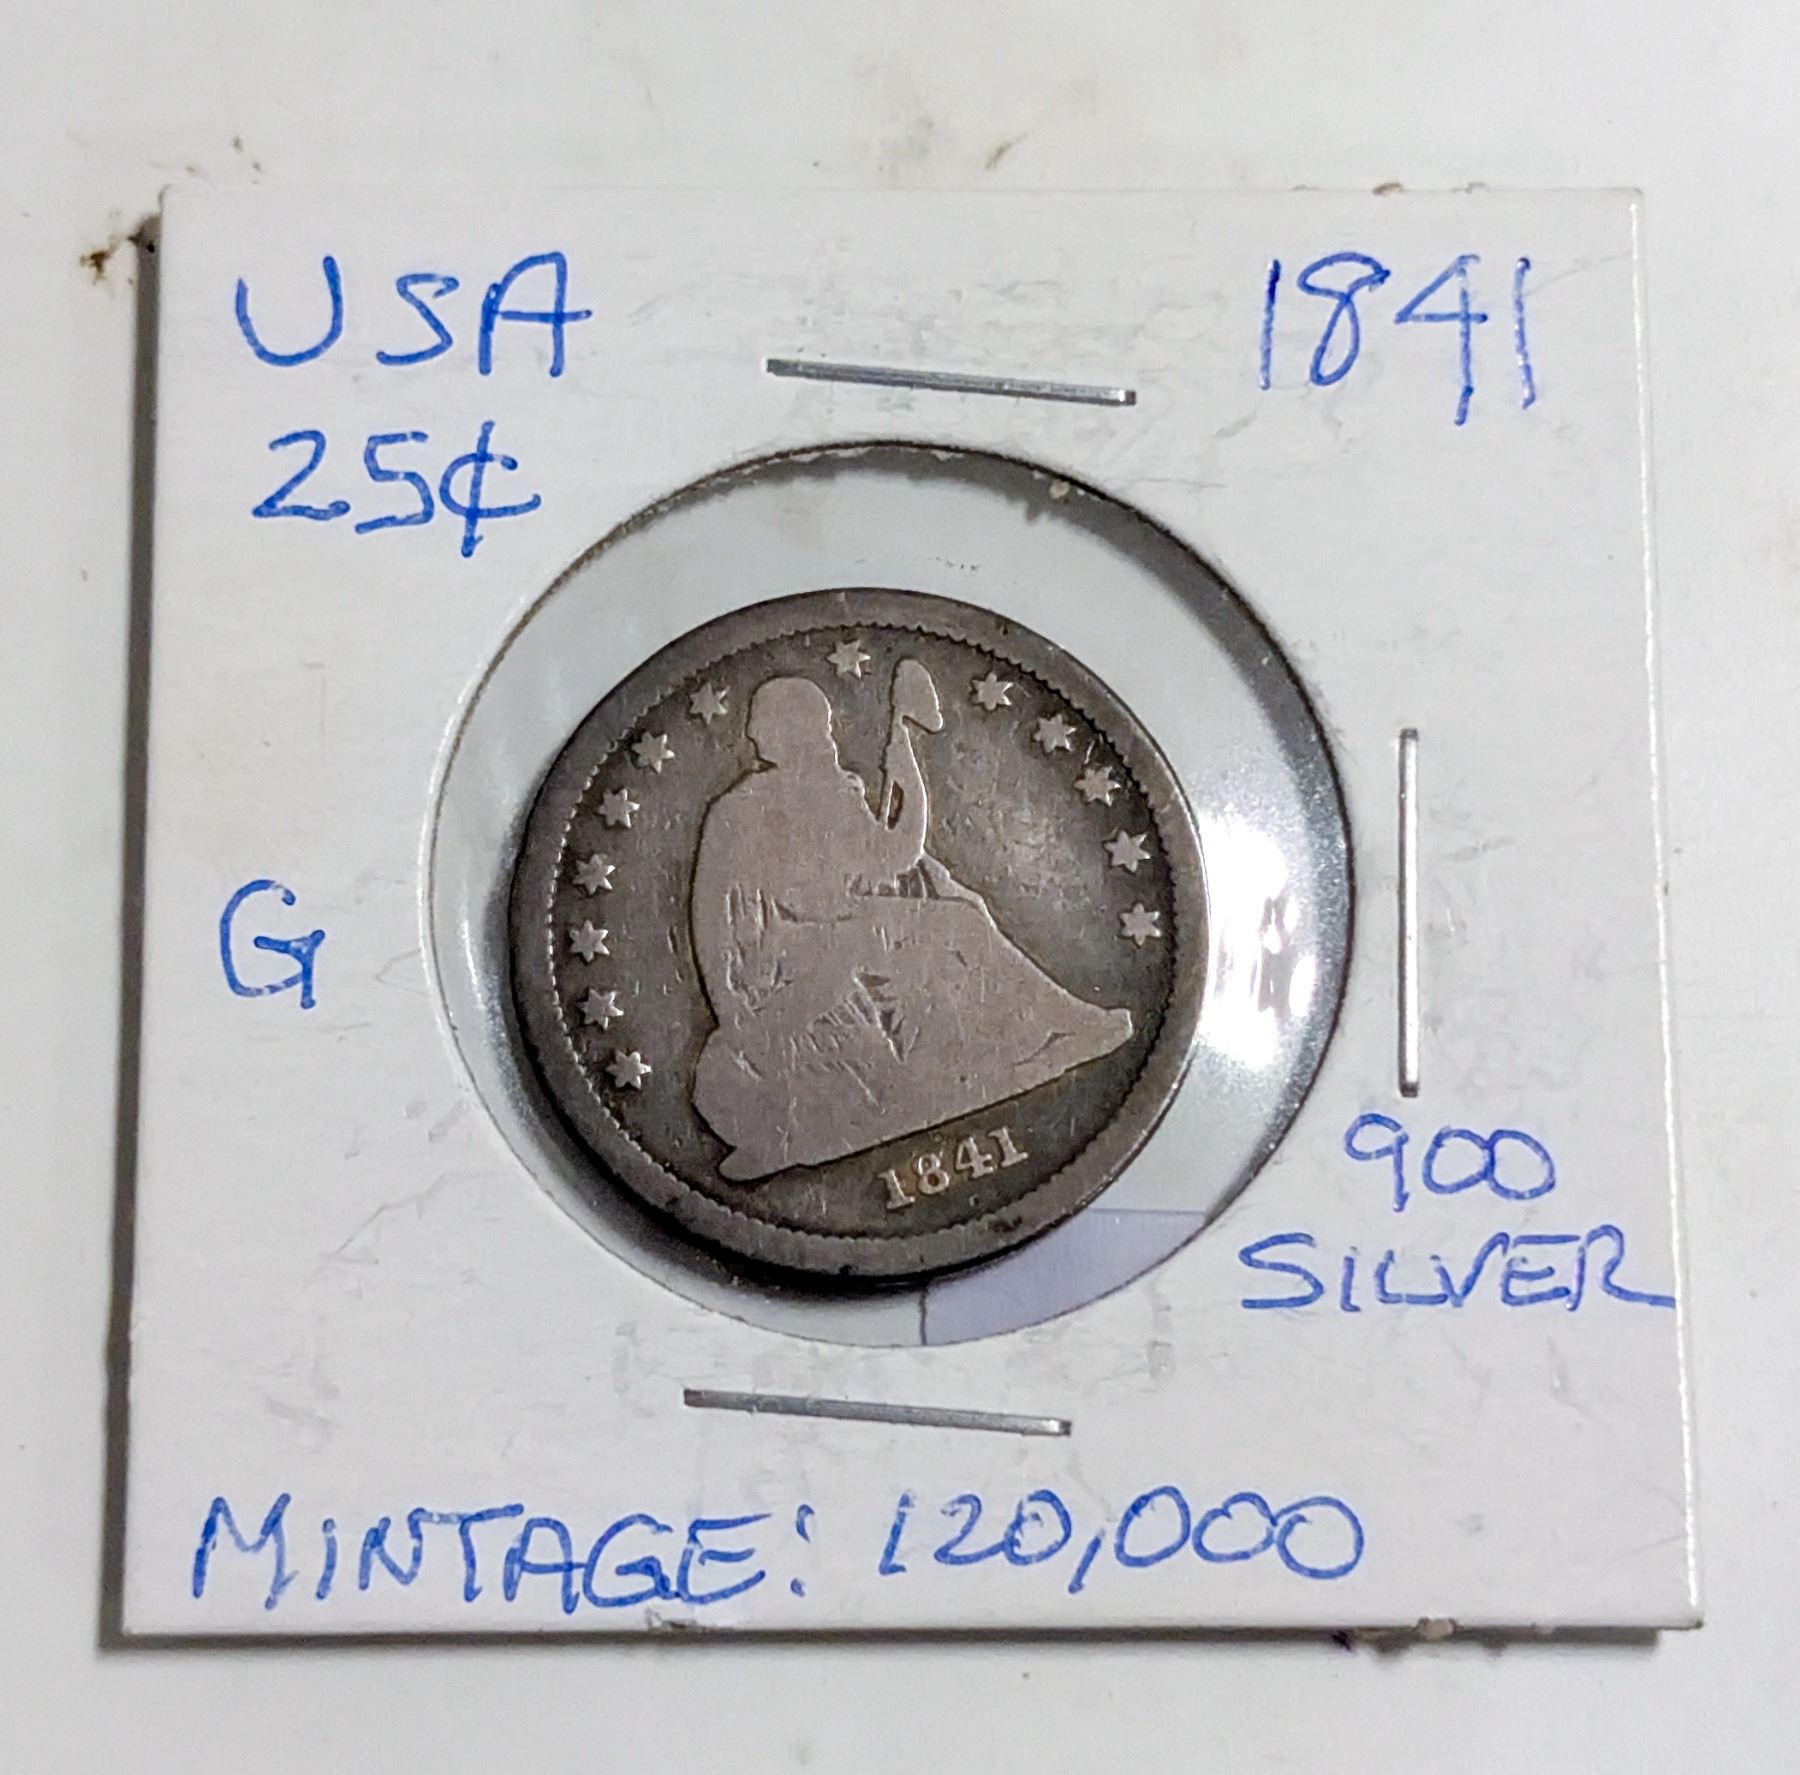 USA 1841
25¢
G
1841
900
SILVER
MINTAGE: 120,000